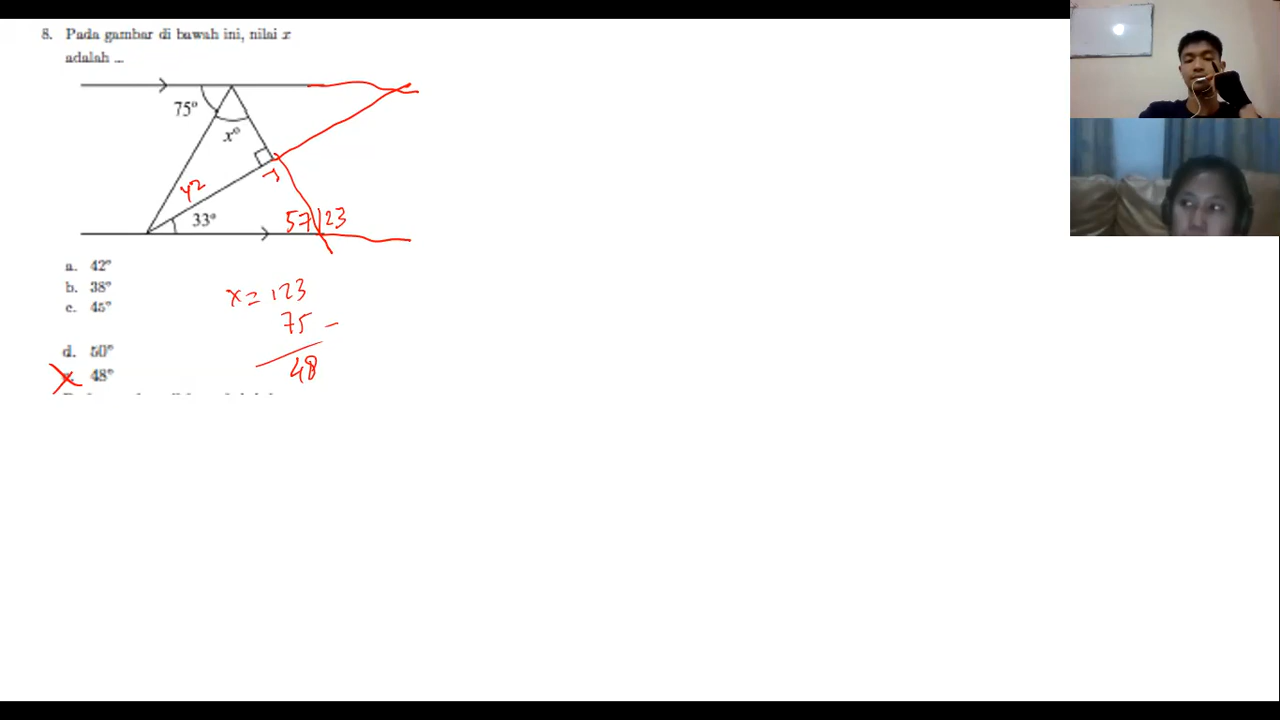 8. Pada gambar di bawah ini, nilai x
adalah ...
75°
x°
42
33°
57 | 23
a. 42°
b. 38°
c. 45°
d. 50°
48°
x = 123
75 -
48